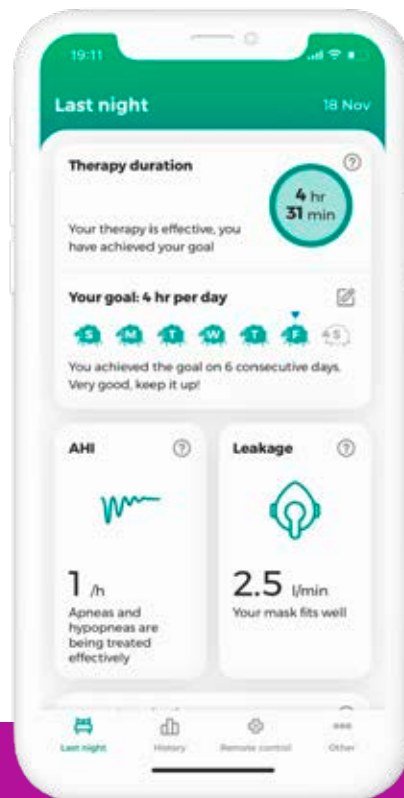 19:11
Last night
18 Nov
Therapy duration
4 hr
31 min
Your therapy is effective, you
have achieved your goal
Your goal: 4 hr per day
S M T W T F S
You achieved the goal on 6 consecutive days.
Very good, keep it up!
AHI
1 /h
Apneas and
hypopneas are
being treated
effectively
Leakage
2.5 l/min
Your mask fits well
Last night
History
Remote control
Other